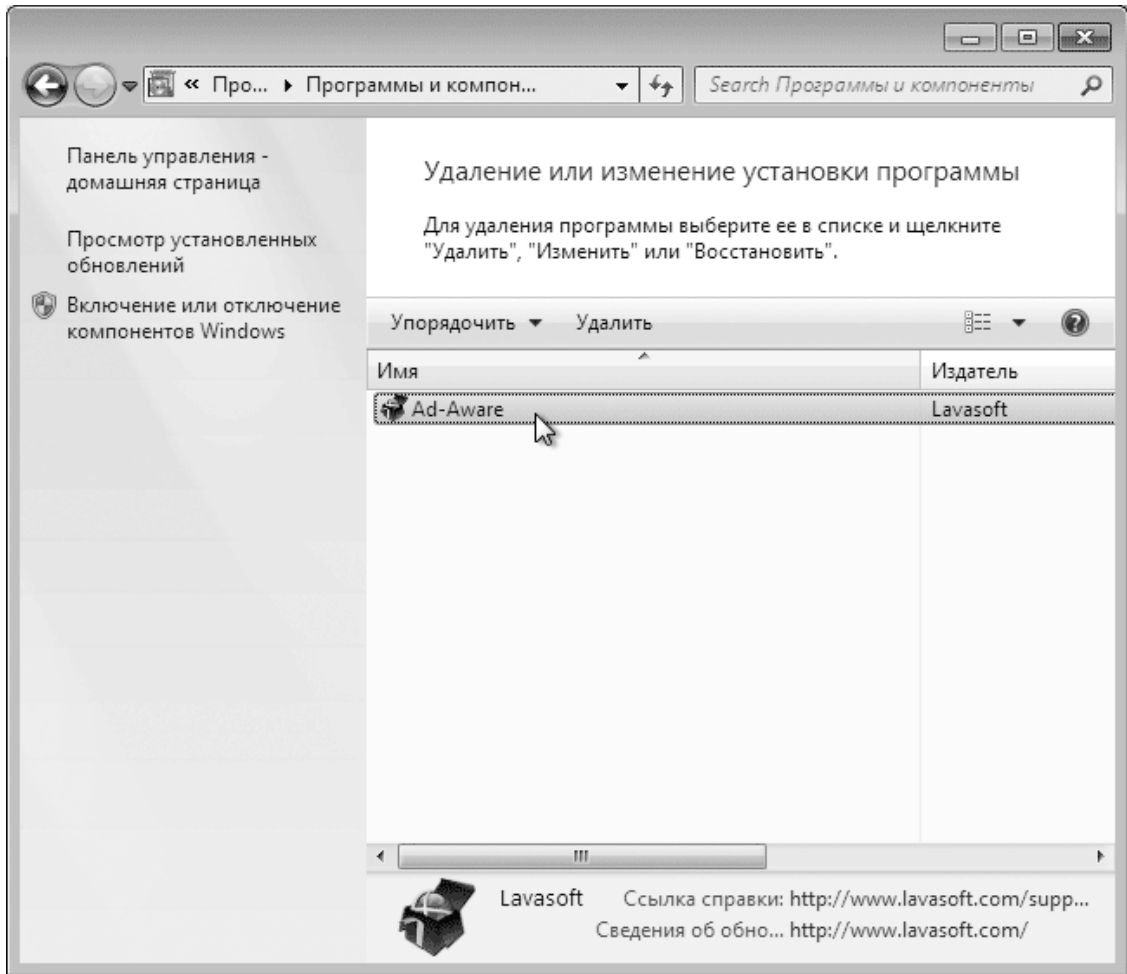 « Про... Программы и компон...
Search Программы и компоненты
Панель управления -
домашняя страница
Просмотр установленных
обновлений
Включение или отключение
компонентов Windows
Удаление или изменение установки программы
Для удаления программы выберите ее в списке и щелкните
"Удалить", "Изменить" или "Восстановить".
Упорядочить Удалить
Имя Издатель
Ad-Aware Lavasoft
Lavasoft Ссылка справки: http://www.lavasoft.com/supp...
Сведения об обно... http://www.lavasoft.com/